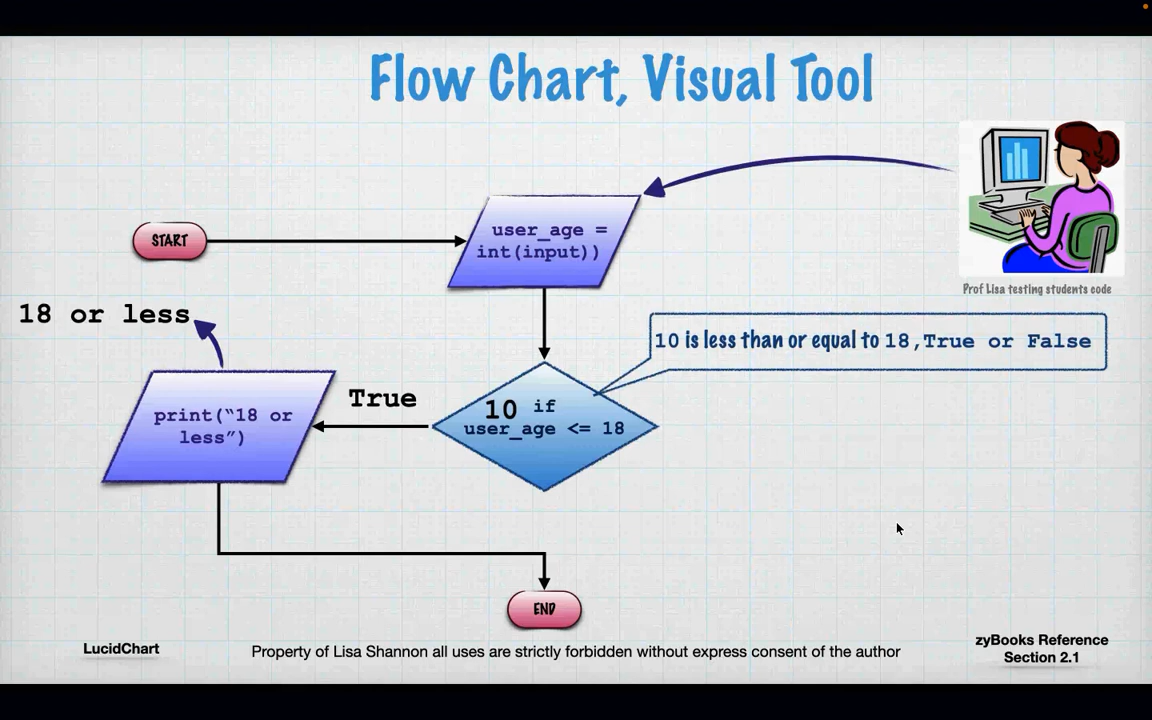 Flow Chart, Visual Tool
START
user_age =
int(input))
Prof Lisa testing students code
18 or less
10 is less than or equal to 18,True or False
print(“18 or
less”)
True
10 if
user_age <= 18
END
LucidChart
Property of Lisa Shannon all uses are strictly forbidden without express consent of the author
zyBooks Reference
Section 2.1